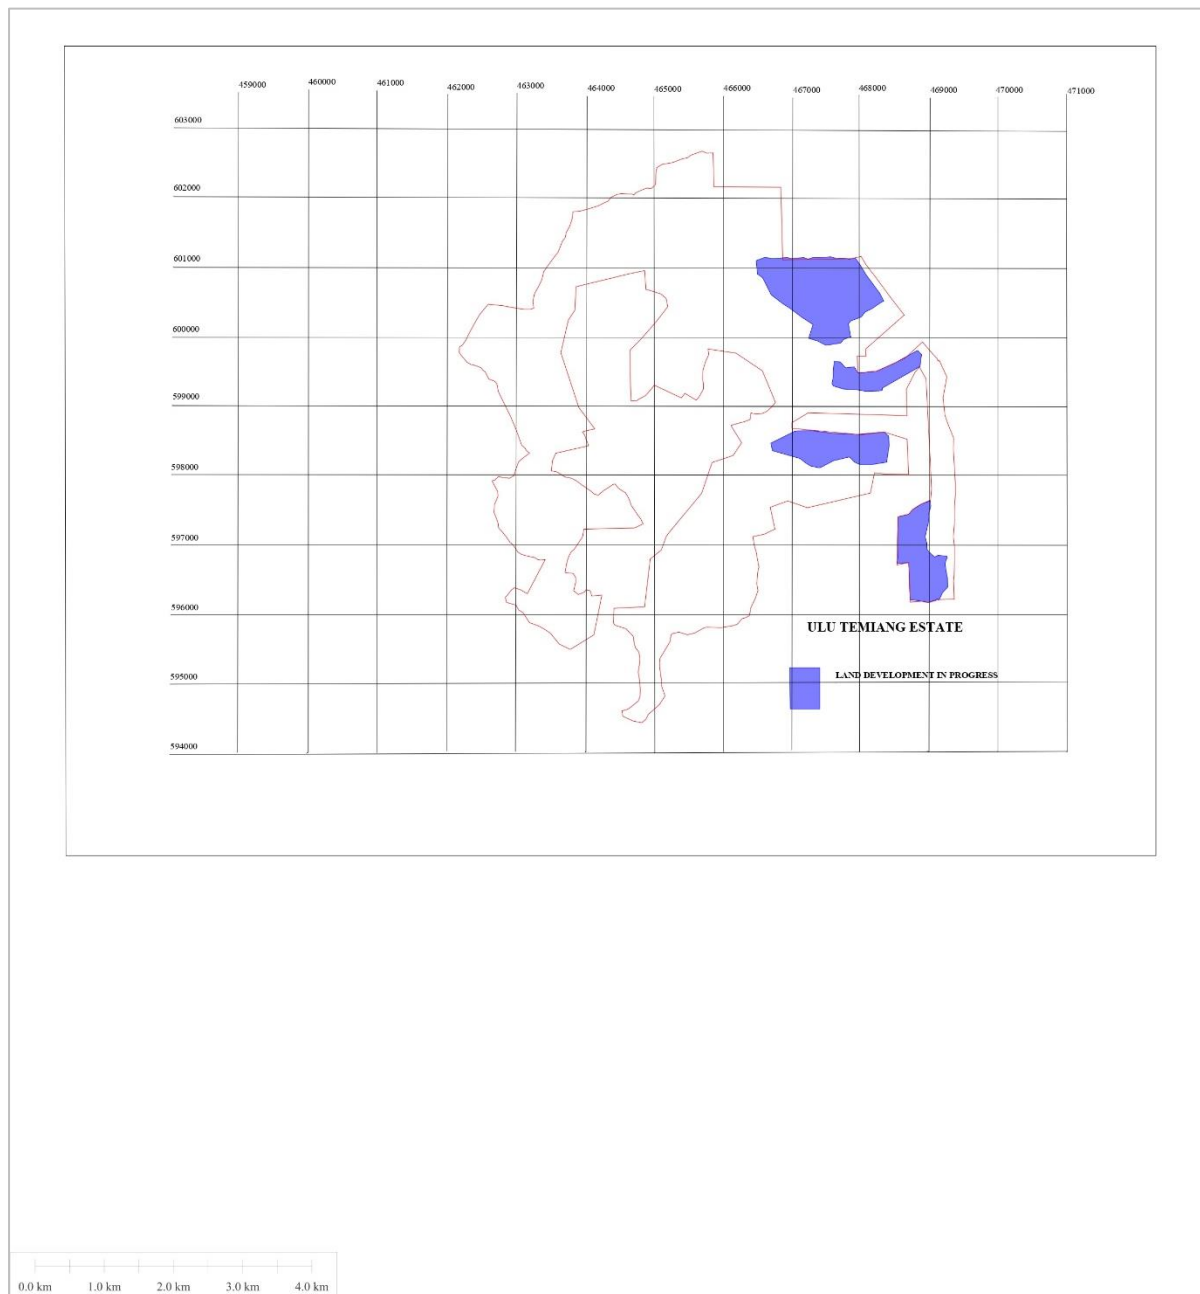 459000 460000 461000 462000 463000 464000 465000 466000 467000 468000 469000 470000 471000
603000
602000
601000
600000
599000
598000
597000
596000
ULU TEMIANG ESTATE
LAND DEVELOPMENT IN PROGRESS
595000
594000
0.0 km 1.0 km 2.0 km 3.0 km 4.0 km